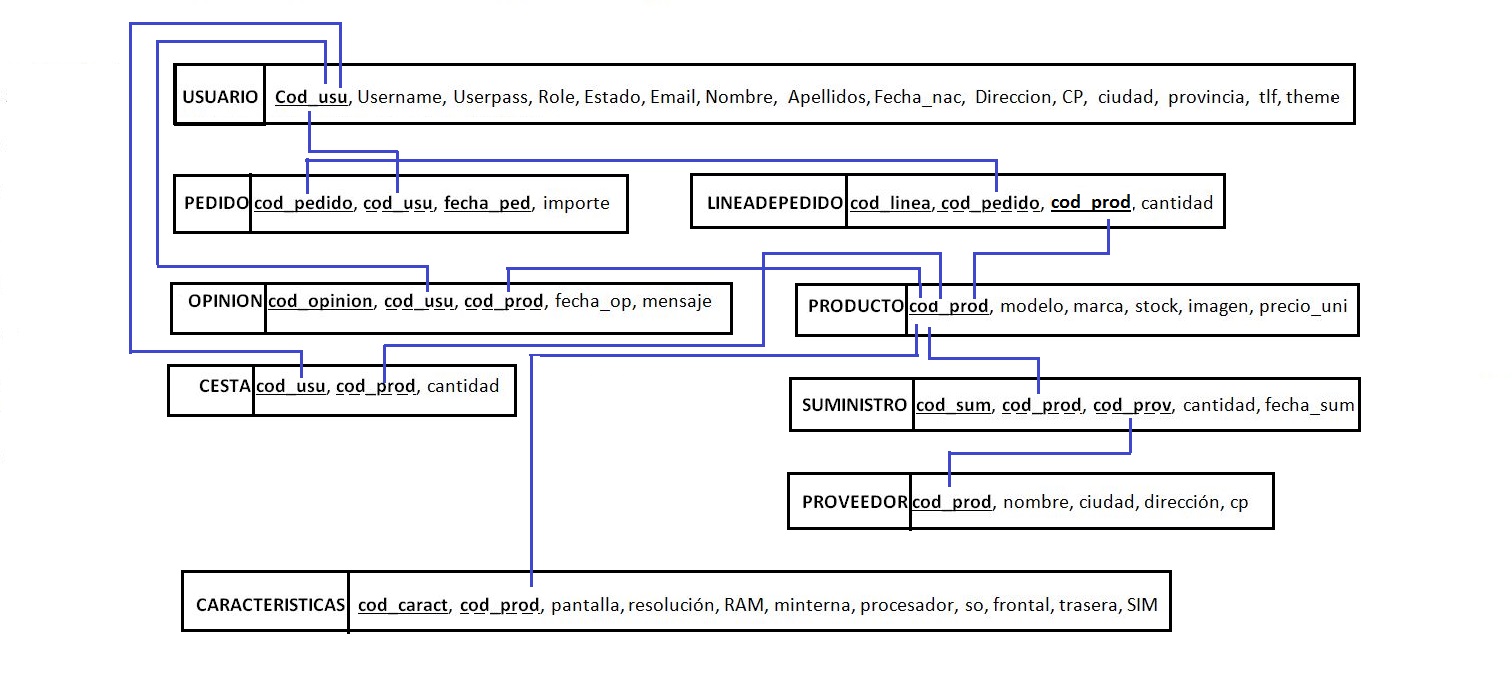 USUARIO Cod_usu, Username, Userpass, Role, Estado, Email, Nombre, Apellidos, Fecha_nac, Direccion, CP, ciudad, provincia, tlf, theme
PEDIDO cod_pedido, cod_usu, fecha_ped, importe
LINEADEPEDIDO cod_linea, cod_pedido, cod_prod, cantidad
OPINION cod_opinion, cod_usu, cod_prod, fecha_op, mensaje
PRODUCTO cod_prod, modelo, marca, stock, imagen, precio_uni
CESTA cod_usu, cod_prod, cantidad
SUMINISTRO cod_sum, cod_prod, cod_prov, cantidad, fecha_sum
PROVEEDOR cod_prod, nombre, ciudad, dirección, cp
CARACTERISTICAS cod_caract, cod_prod, pantalla, resolución, RAM, minterna, procesador, so, frontal, trasera, SIM